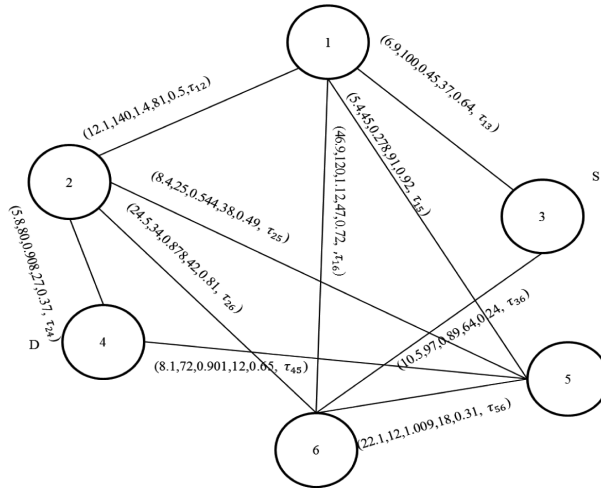 1
(6.9,100,0.45,37,0.64, τ13)
(12.1,140,1.4,81,0.5,τ12)
(5.4,45,0.278,91,0.92, τ15)
(46.9,120,1.12,47,0.72, τ16)
2
S
3
(8.4,25,0.544,38,0.49, τ25)
(24.5,34,0.878,42,0.81, τ26)
(5.8,80,0.908,27,0.37, τ24)
(10.5,97,0.89,64,0.24, τ36)
D
4
(8.1,72,0.901,12,0.65, τ45)
5
(22.1,12,1.009,18,0.31, τ56)
6